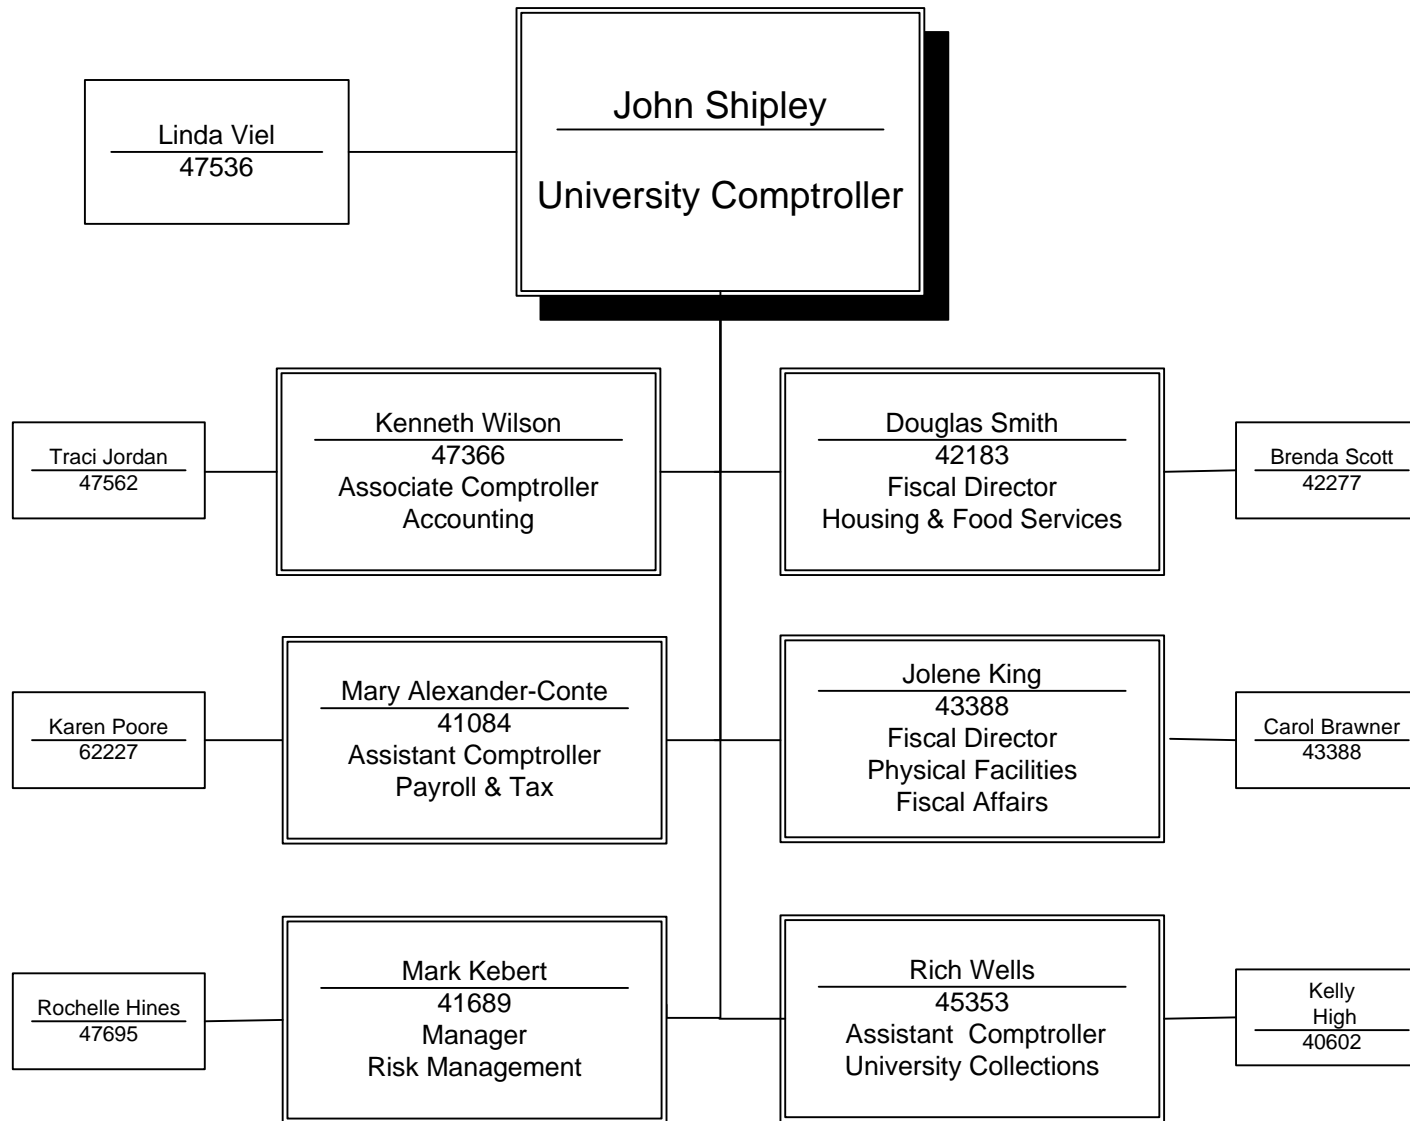 John Shipley
University Comptroller
Linda Viel
47536
Traci Jordan
47562
Kenneth Wilson
47366
Associate Comptroller
Accounting
Douglas Smith
42183
Fiscal Director
Housing & Food Services
Brenda Scott
42277
Karen Poore
62227
Mary Alexander-Conte
41084
Assistant Comptroller
Payroll & Tax
Jolene King
43388
Fiscal Director
Physical Facilities
Fiscal Affairs
Carol Brawner
43388
Rochelle Hines
47695
Mark Kebert
41689
Manager
Risk Management
Rich Wells
45353
Assistant  Comptroller
University Collections
Kelly
High
40602